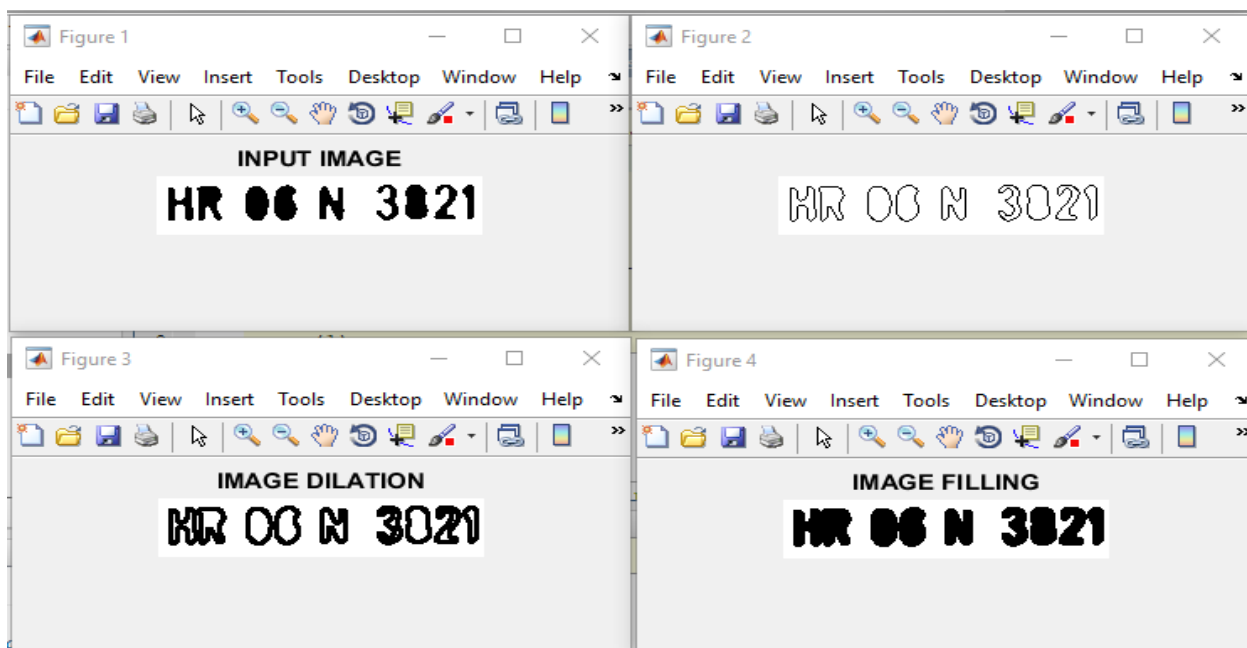 Figure 1
File Edit View Insert Tools Desktop Window Help
INPUT IMAGE
HR 06 N 3821
Figure 2
File Edit View Insert Tools Desktop Window Help
HR 06 N 3021
Figure 3
File Edit View Insert Tools Desktop Window Help
IMAGE DILATION
HR 06 N 3021
Figure 4
File Edit View Insert Tools Desktop Window Help
IMAGE FILLING
HR 06 N 3821